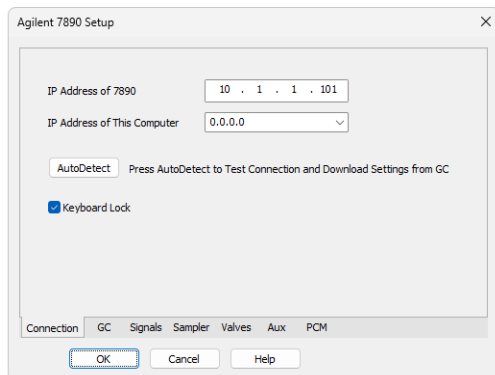 Agilent 7890 Setup
IP Address of 7890 10 . 1 . 1 . 101
IP Address of This Computer 0.0.0.0
AutoDetect Press AutoDetect to Test Connection and Download Settings from GC
Keyboard Lock
Connection GC Signals Sampler Valves Aux PCM
OK Cancel Help